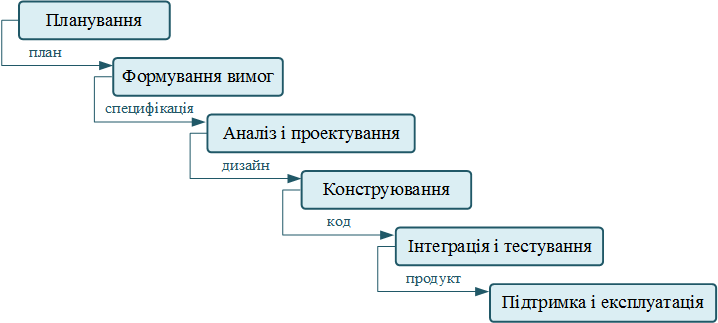 Планування
план
Формування вимог
специфікація
Аналіз і проектування
дизайн
Конструювання
код
Інтеграція і тестування
продукт
Підтримка і експлуатація